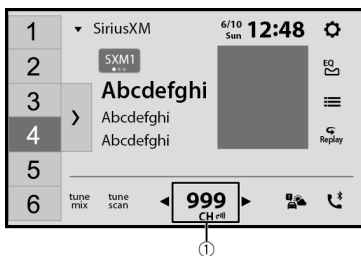 1
2
3
4
5
6
▼ SiriusXM
6/10
Sun
12:48
SXM1
Abcdefghi
Abcdefghi
Abcdefghi
EQ
Replay
tune
mix
tune
scan
999
CH
①